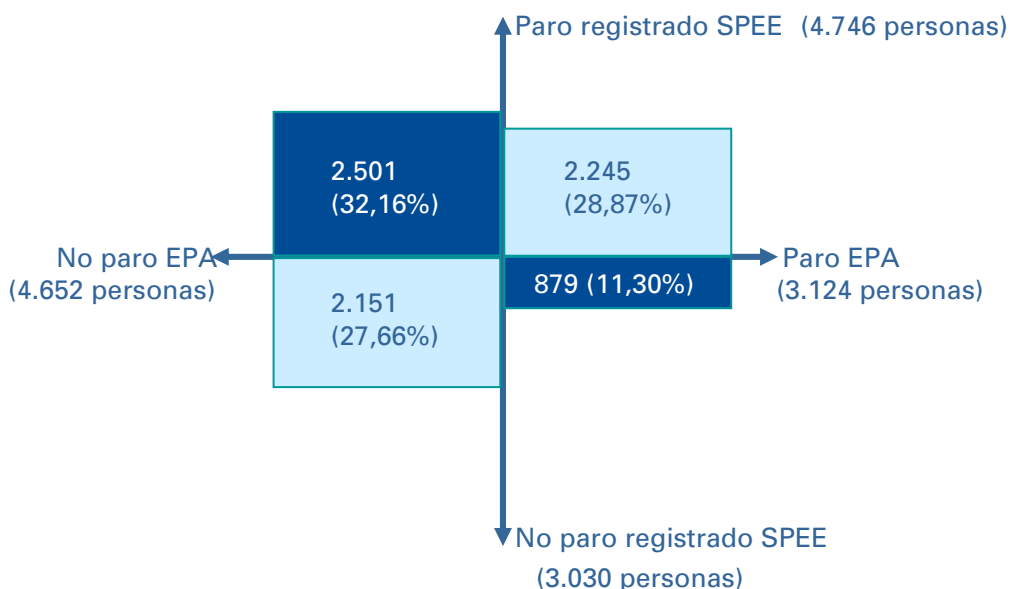 Paro registrado SPEE (4.746 personas)
2.501
(32,16%)
2.245
(28,87%)
No paro EPA
(4.652 personas)
Paro EPA
(3.124 personas)
879 (11,30%)
2.151
(27,66%)
No paro registrado SPEE
(3.030 personas)